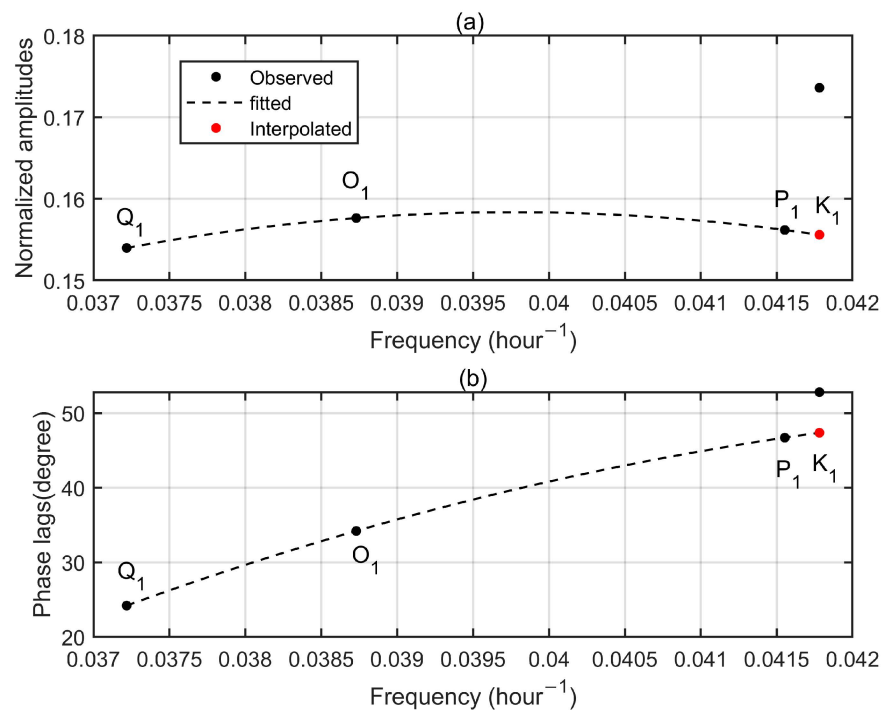 (a)
Normalized amplitudes
0.18
0.17
0.16
0.15
Observed
fitted
Interpolated
Q1
O1
P1
K1
0.037 0.0375 0.038 0.0385 0.039 0.0395 0.04 0.0405 0.041 0.0415 0.042
Frequency (hour−1)
(b)
Phase lags(degree)
50
40
30
20
Q1
O1
P1
K1
0.037 0.0375 0.038 0.0385 0.039 0.0395 0.04 0.0405 0.041 0.0415 0.042
Frequency (hour−1)